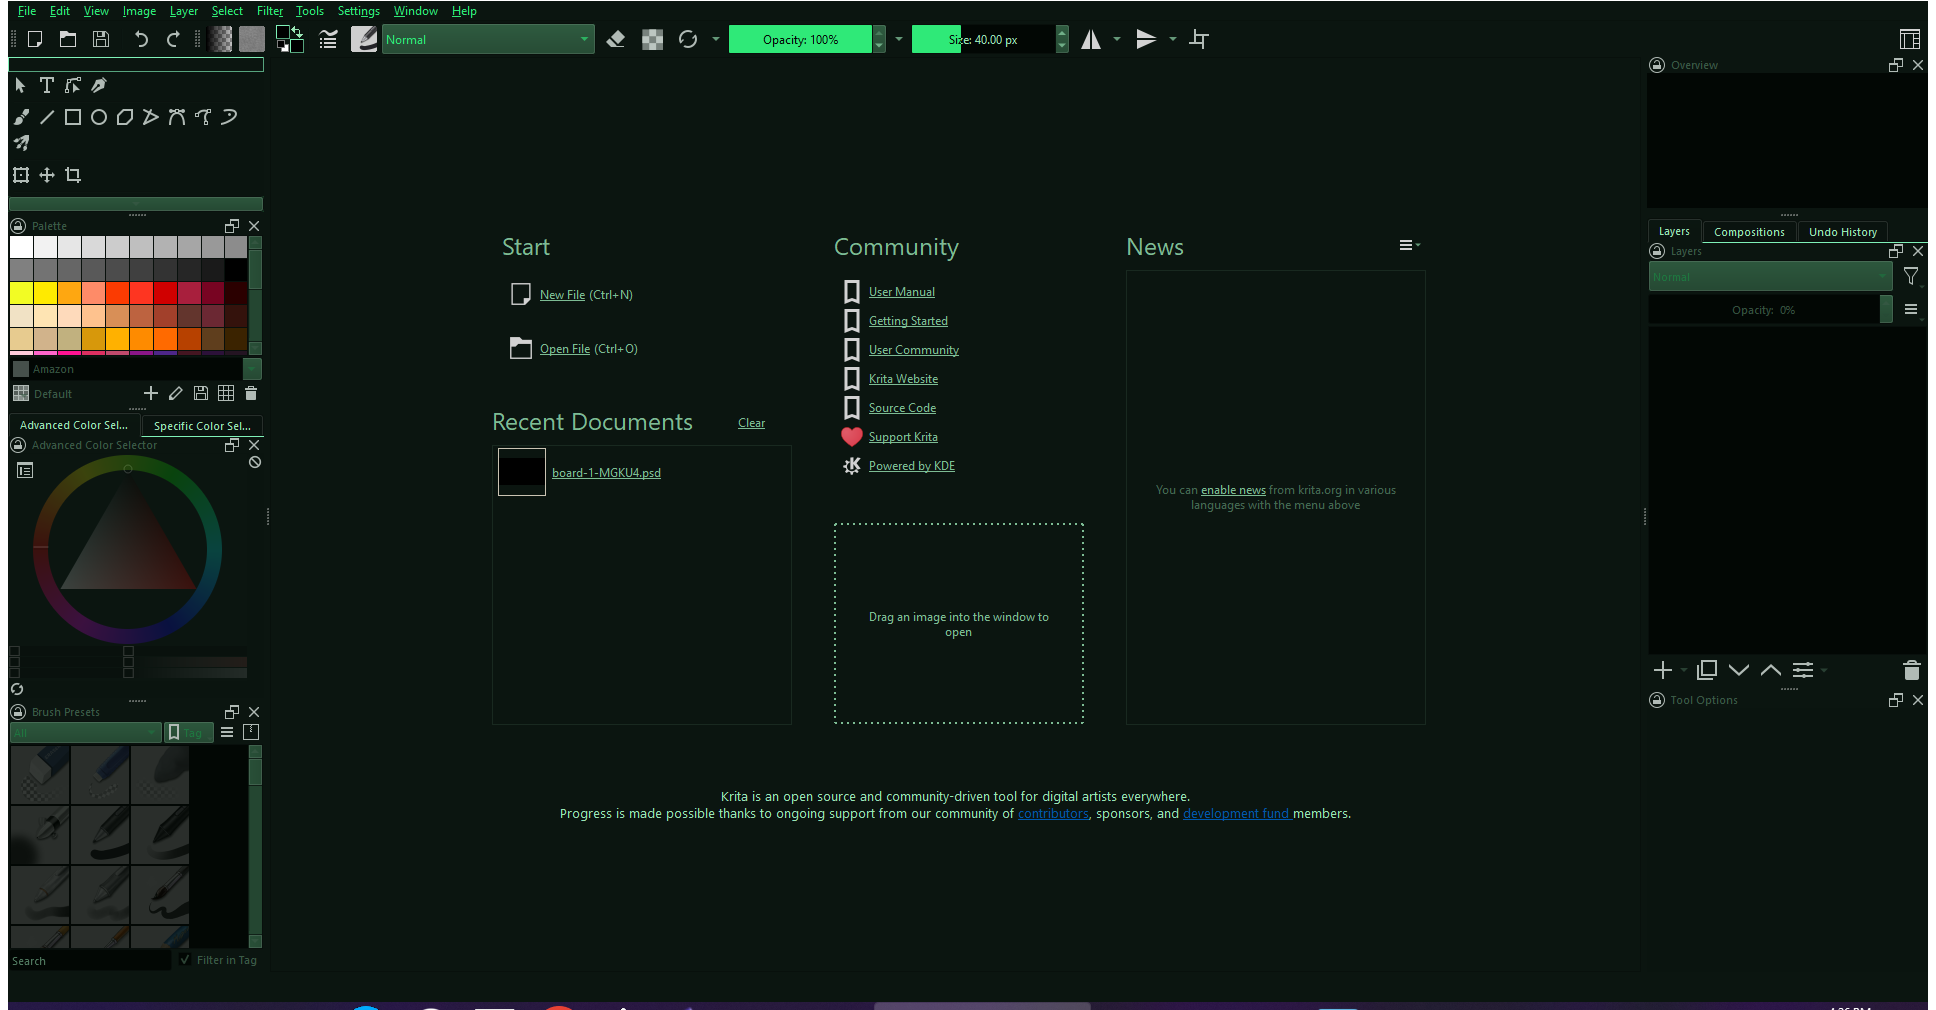 File Edit View Image Layer Select Filter Tools Settings Window Help
Normal
Opacity: 100%
Size: 40.00 px
Palette
Amazon
Default
Advanced Color Sel... Specific Color Sel...
Advanced Color Selector
Brush Presets
All
Tag
Search
Filter in Tag
Start
New File (Ctrl+N)
Open File (Ctrl+O)
Recent Documents
Clear
board-1-MGKU4.psd
Community
User Manual
Getting Started
User Community
Krita Website
Source Code
Support Krita
Powered by KDE
Drag an image into the window to
open
News
You can enable news from krita.org in various
languages with the menu above
Krita is an open source and community-driven tool for digital artists everywhere.
Progress is made possible thanks to ongoing support from our community of contributors, sponsors, and development fund members.
Overview
Layers Compositions Undo History
Layers
Normal
Opacity: 0%
Tool Options